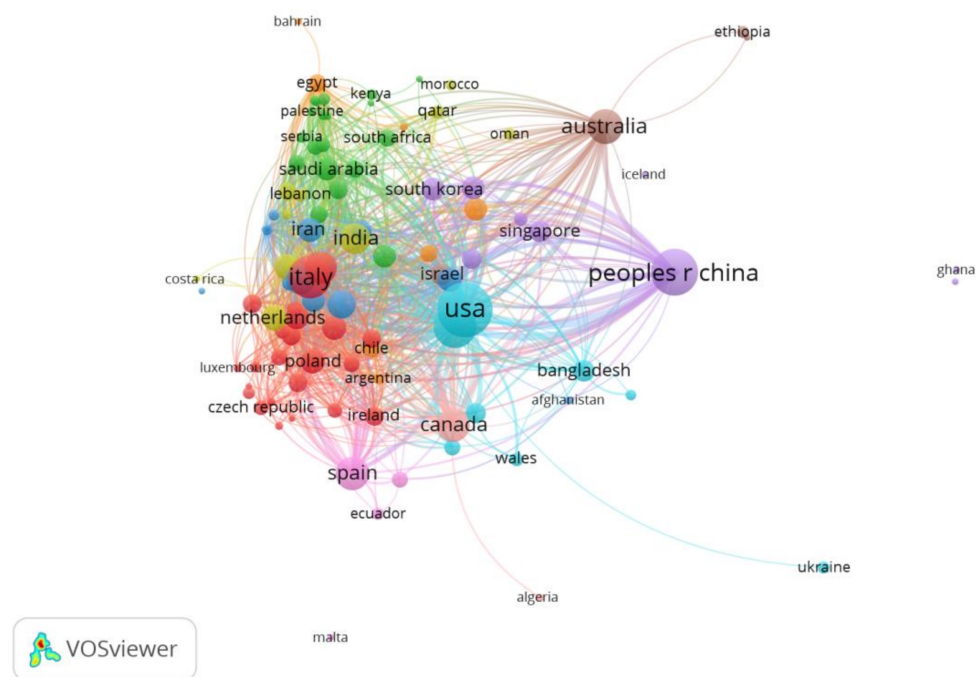 bahrain
ethiopia
egypt
kenya
morocco
palestine
qatar
australia
serbia
south africa
oman
saudi arabia
iceland
lebanon
south korea
iran
india
singapore
costa rica
italy
israel
peoples r china
ghana
usa
netherlands
chile
luxembourg
poland
argentina
bangladesh
afghanistan
czech republic
ireland
canada
wales
spain
ecuador
ukraine
algeria
malta
VOSviewer